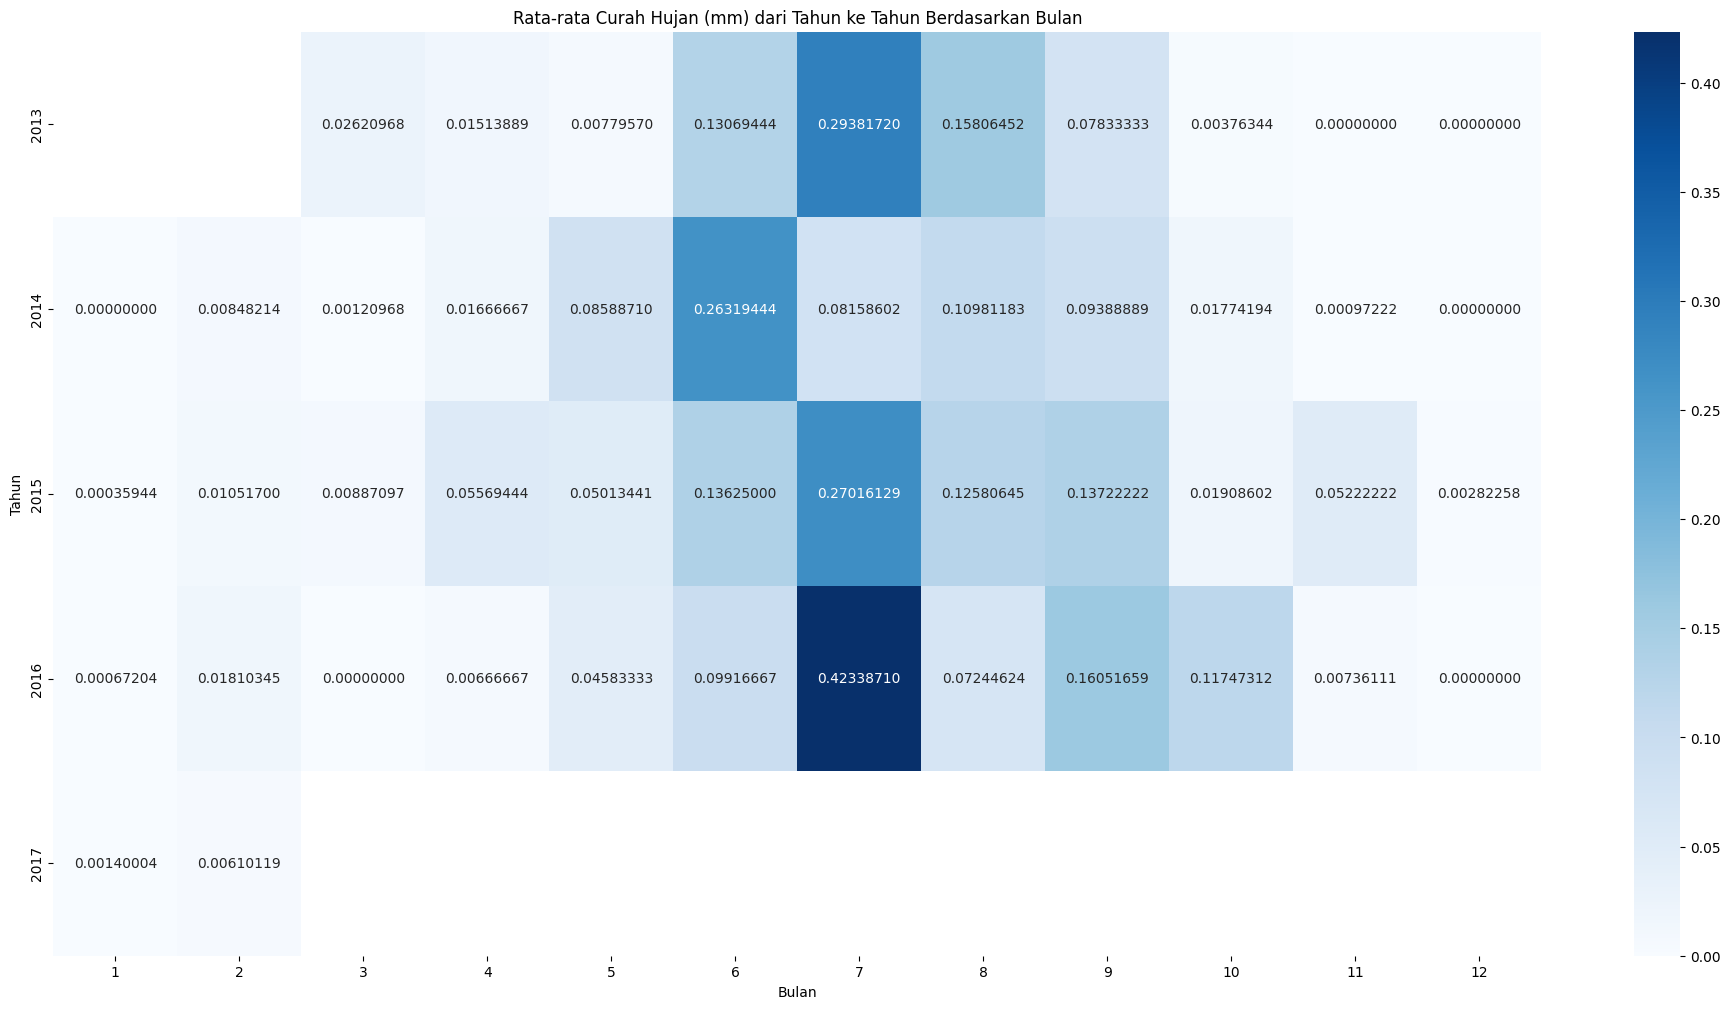 Rata-rata Curah Hujan (mm) dari Tahun ke Tahun Berdasarkan Bulan
Tahun
2013
0.02620968 0.01513889 0.00779570 0.13069444 0.29381720 0.15806452 0.07833333 0.00376344 0.00000000 0.00000000
2014
0.00000000 0.00848214 0.00120968 0.01666667 0.08588710 0.26319444 0.08158602 0.10981183 0.09388889 0.01774194 0.00097222 0.00000000
2015
0.00035944 0.01051700 0.00887097 0.05569444 0.05013441 0.13625000 0.27016129 0.12580645 0.13722222 0.01908602 0.05222222 0.00282258
2016
0.00067204 0.01810345 0.00000000 0.00666667 0.04583333 0.09916667 0.42338710 0.07244624 0.16051659 0.11747312 0.00736111 0.00000000
2017
0.00140004 0.00610119
1 2 3 4 5 6 7 8 9 10 11 12
Bulan
0.40
0.35
0.30
0.25
0.20
0.15
0.10
0.05
0.00